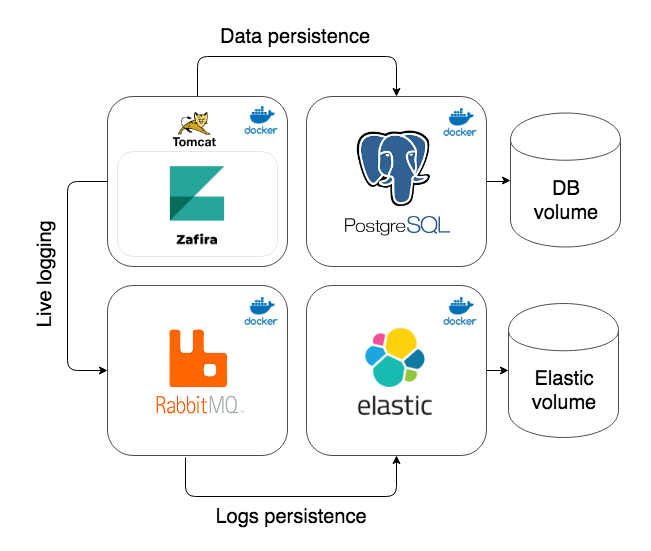 Data persistence
docker
Tomcat
Zafira
docker
PostgreSQL
DB
volume
Live logging
docker
RabbitMQ
docker
elastic
Elastic
volume
Logs persistence